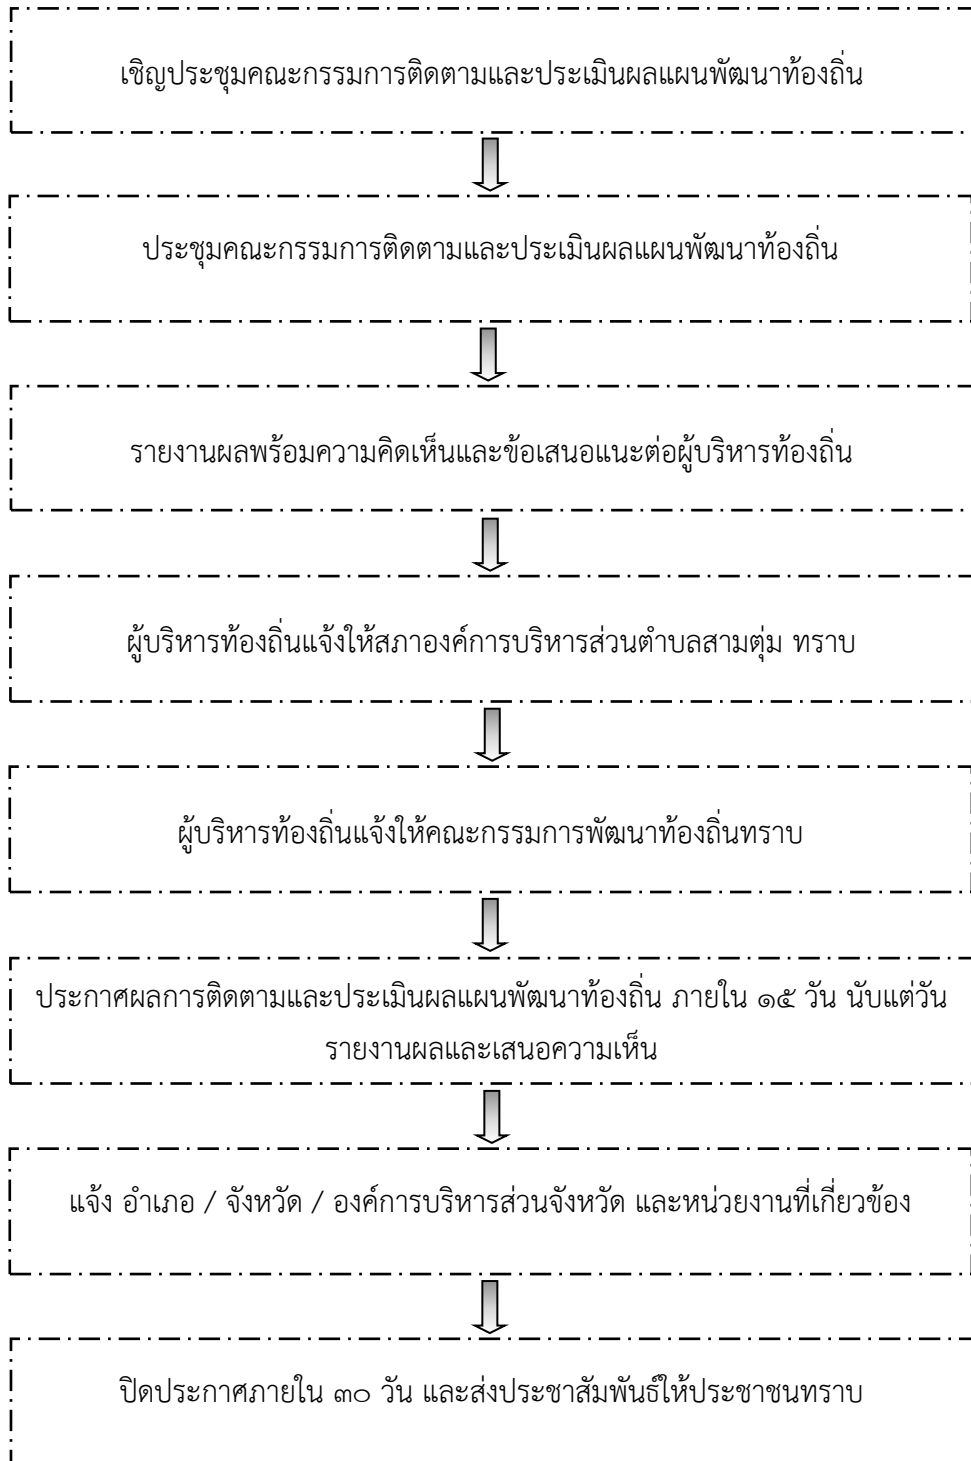 เชิญประชุมคณะกรรมการติดตามและประเมินผลแผนพัฒนาท้องถิ่น
ประชุมคณะกรรมการติดตามและประเมินผลแผนพัฒนาท้องถิ่น
รายงานผลพร้อมความคิดเห็นและข้อเสนอแนะต่อผู้บริหารท้องถิ่น
ผู้บริหารท้องถิ่นแจ้งให้สภาองค์การบริหารส่วนตำบลสามตุ่ม ทราบ
ผู้บริหารท้องถิ่นแจ้งให้คณะกรรมการพัฒนาท้องถิ่นทราบ
ประกาศผลการติดตามและประเมินผลแผนพัฒนาท้องถิ่น ภายใน ๑๕ วัน นับแต่วัน
รายงานผลและเสนอความเห็น
แจ้ง อำเภอ / จังหวัด / องค์การบริหารส่วนจังหวัด และหน่วยงานที่เกี่ยวข้อง
ปิดประกาศภายใน ๓๐ วัน และส่งประชาสัมพันธ์ให้ประชาชนทราบ